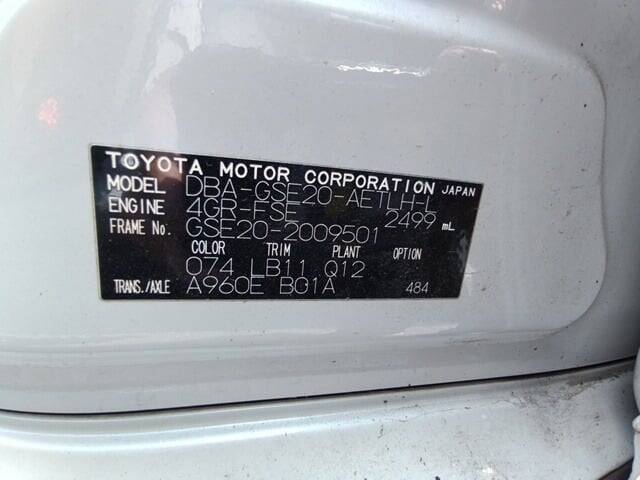 TOYOTA MOTOR CORPORATION JAPAN
MODEL DBA-GSE20-AETLH-L
ENGINE 4GR-FSE 2499 mL
FRAME No. GSE20-2009501
COLOR TRIM PLANT OPTION
074 LB11 Q12
TRANS./AXLE A960E B01A 484